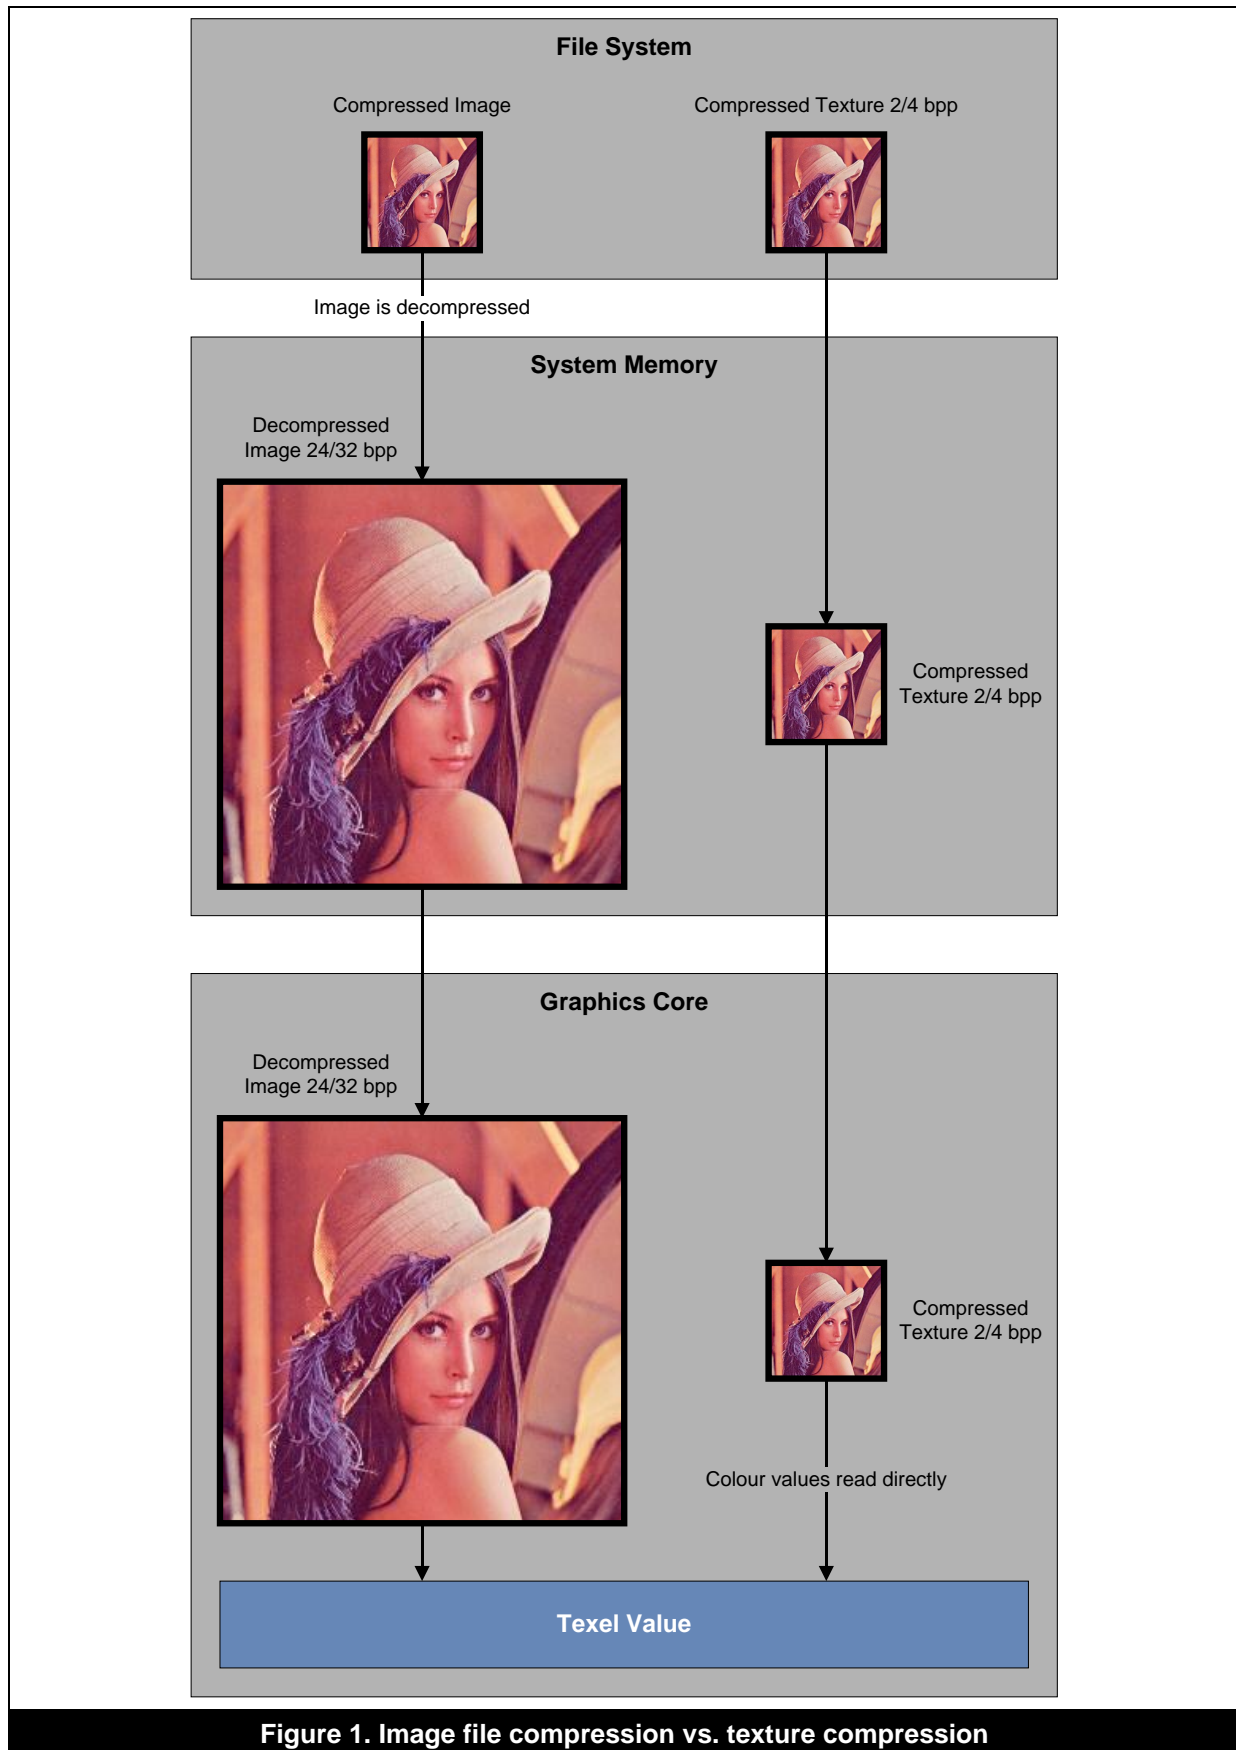 File System
Compressed Image
Compressed Texture 2/4 bpp
Image is decompressed
System Memory
Decompressed
Image 24/32 bpp
Compressed
Texture 2/4 bpp
Graphics Core
Decompressed
Image 24/32 bpp
Compressed
Texture 2/4 bpp
Colour values read directly
Texel Value
Figure 1. Image file compression vs. texture compression